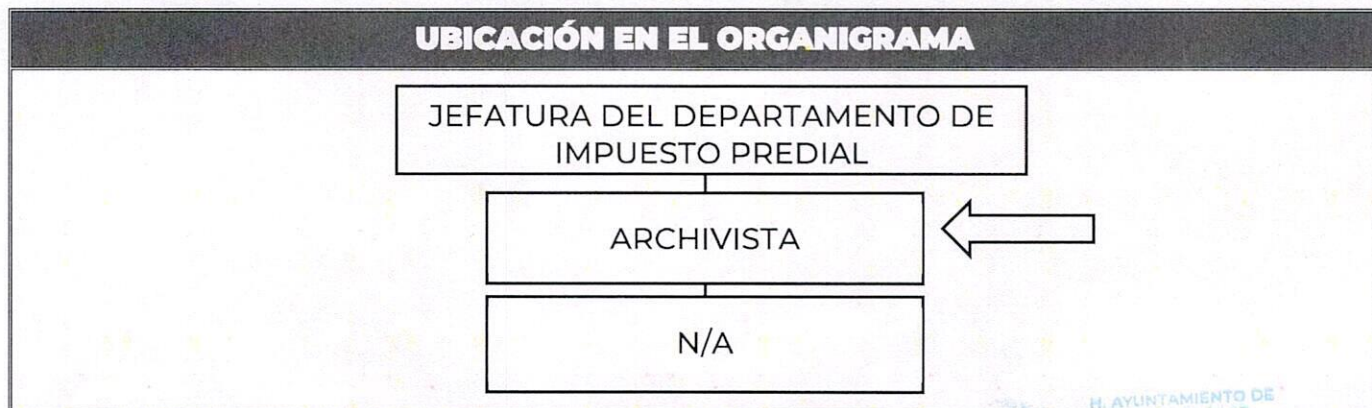 UBICACIÓN EN EL ORGANIGRAMA
JEFATURA DEL DEPARTAMENTO DE
IMPUESTO PREDIAL
ARCHIVISTA
N/A
H. AYUNTAMIENTO DE